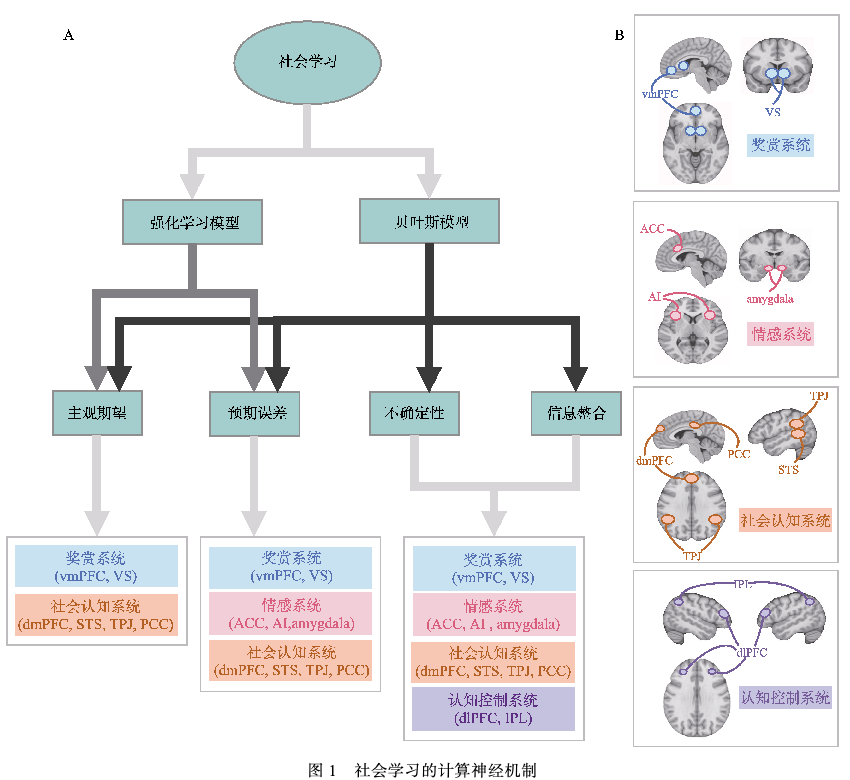 A
社会学习
强化学习模型
贝叶斯模型
主观期望
预期误差
不确定性
信息整合
奖赏系统
(vmPFC, VS)
社会认知系统
(dmPFC, STS, TPJ, PCC)
奖赏系统
(vmPFC, VS)
情感系统
(ACC, AI,amygdala)
社会认知系统
(dmPFC, STS, TPJ, PCC)
奖赏系统
(vmPFC, VS)
情感系统
(ACC, AI , amygdala)
社会认知系统
(dmPFC, STS, TPJ, PCC)
认知控制系统
(dlPFC, IPL)
B
vmPFC
VS
奖赏系统
ACC
AI
amygdala
情感系统
TPJ
dmPFC
PCC
STS
社会认知系统
TPJ
IPL
dlPFC
认知控制系统
图 1 社会学习的计算神经机制